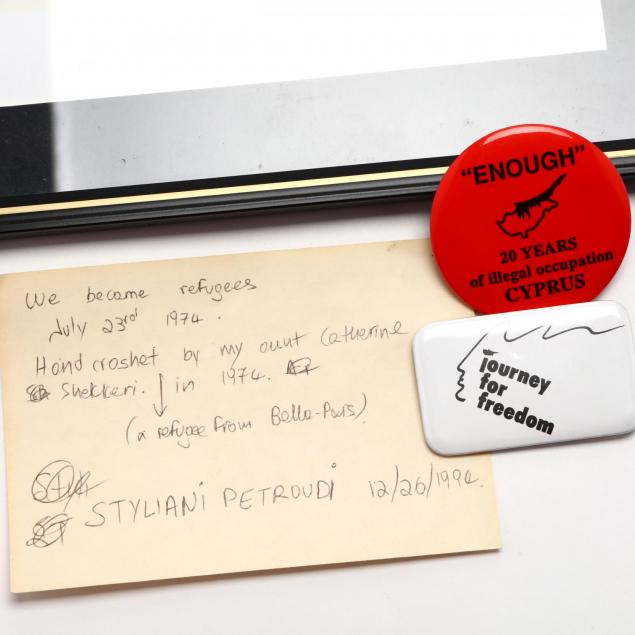 "ENOUGH"
20 YEARS
of illegal occupation
CYPRUS
journey
for
freedom
We became refugees
July 23rd 1974.
Hand croshet by my aunt Catherine
Shekkeri. in 1974.
(a refugee from Bella-Pais).
STYLIANI PETROUDI 12/26/1994.